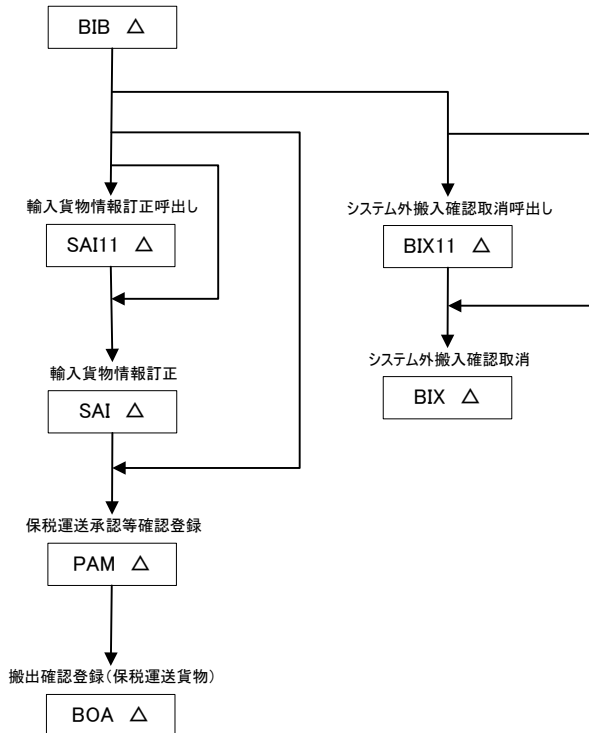 BIB △
輸入貨物情報訂正呼出し
SAI11 △
システム外搬入確認取消呼出し
BIX11 △
輸入貨物情報訂正
SAI △
システム外搬入確認取消
BIX △
保税運送承認等確認登録
PAM △
搬出確認登録（保税運送貨物）
BOA △